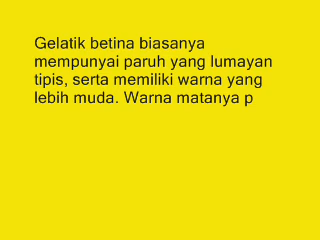 Gelatik betina biasanya
mempunyai paruh yang lumayan
tipis, serta memiliki warna yang
lebih muda. Warna matanya p